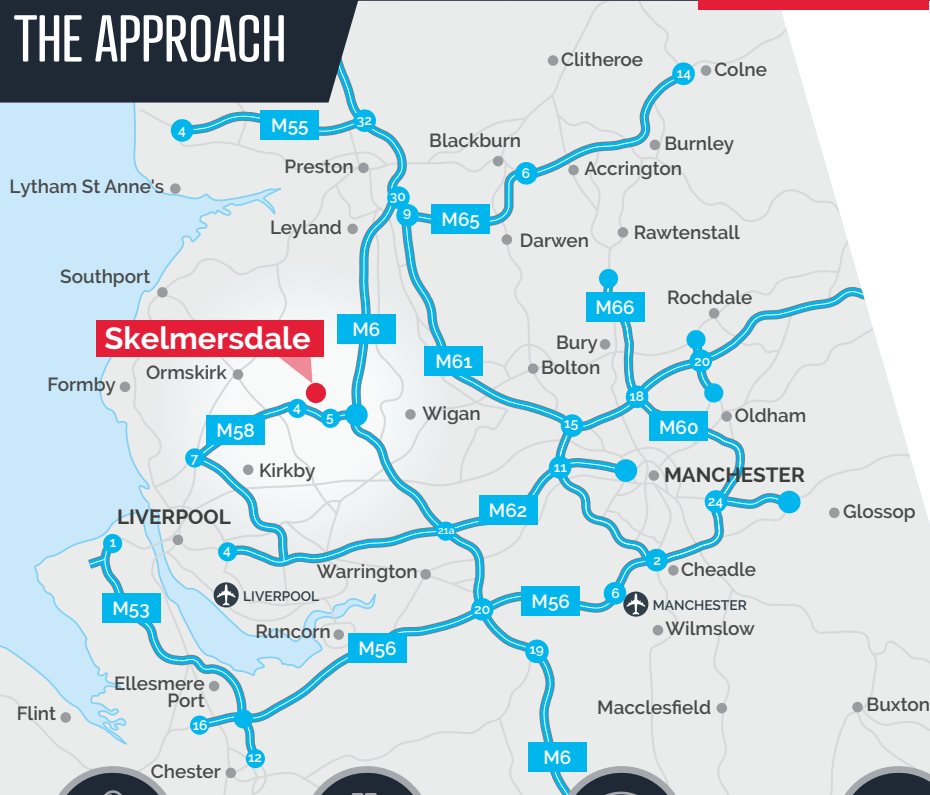 THE APPROACH
Clitheroe
14
Colne
4
M55
32
Blackburn
Burnley
Preston
6
Accrington
Lytham St Anne's
30
9
M65
Leyland
Darwen
Rawtenstall
Southport
M66
Rochdale
Skelmersdale
M6
M61
Bury
20
Ormskirk
Bolton
Formby
18
4
5
Wigan
Oldham
M58
15
M60
7
Kirkby
11
MANCHESTER
24
LIVERPOOL
M62
Glossop
21a
1
4
2
Warrington
Cheadle
LIVERPOOL
M53
20
M56
6
MANCHESTER
Runcorn
Wilmslow
M56
19
Ellesmere
Port
Flint
16
Macclesfield
Buxton
12
M6
Chester